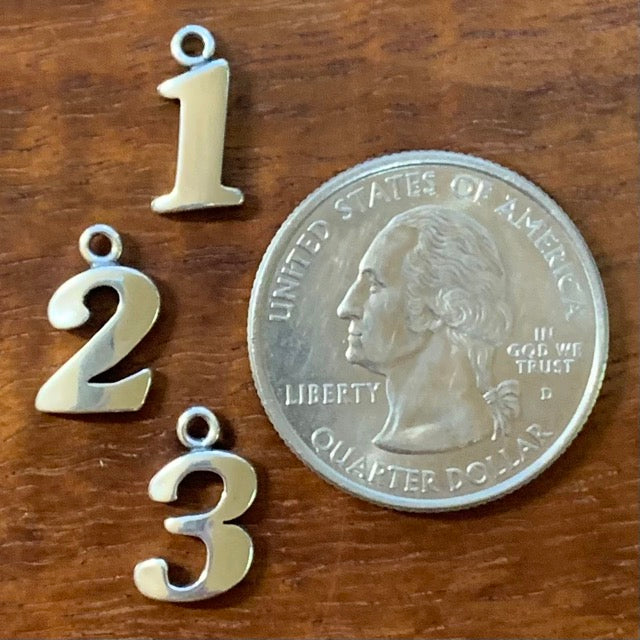 1
2
3
UNITED STATES OF AMERICA
LIBERTY
IN
GOD WE
TRUST
D
QUARTER DOLLAR